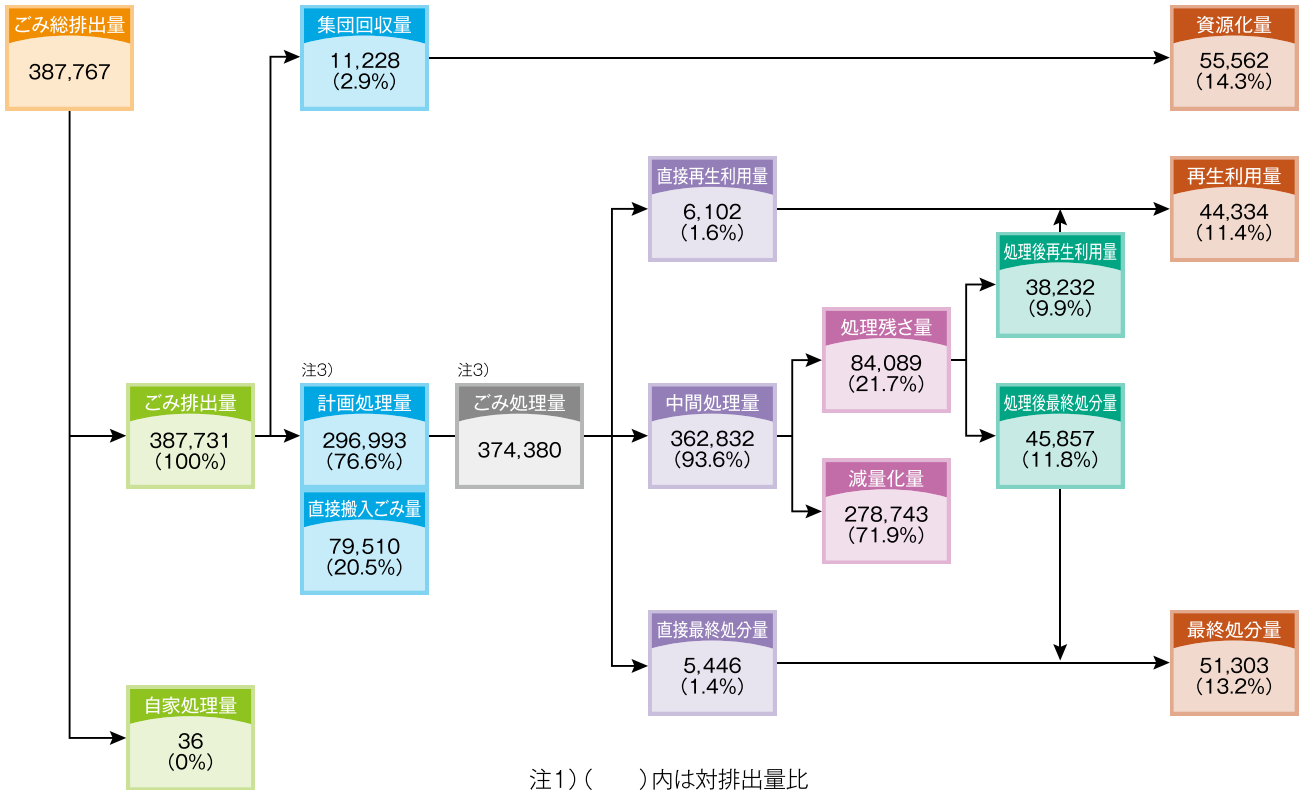 ごみ総排出量
387,767
集団回収量
11,228
(2.9%)
資源化量
55,562
(14.3%)
直接再生利用量
6,102
(1.6%)
再生利用量
44,334
(11.4%)
処理後再生利用量
38,232
(9.9%)
処理残さ量
84,089
(21.7%)
注3)
注3)
ごみ排出量
387,731
(100%)
計画処理量
296,993
(76.6%)
ごみ処理量
374,380
中間処理量
362,832
(93.6%)
処理後最終処分量
45,857
(11.8%)
減量化量
278,743
(71.9%)
直接搬入ごみ量
79,510
(20.5%)
直接最終処分量
5,446
(1.4%)
最終処分量
51,303
(13.2%)
自家処理量
36
(0%)
注1)(　　)内は対排出量比